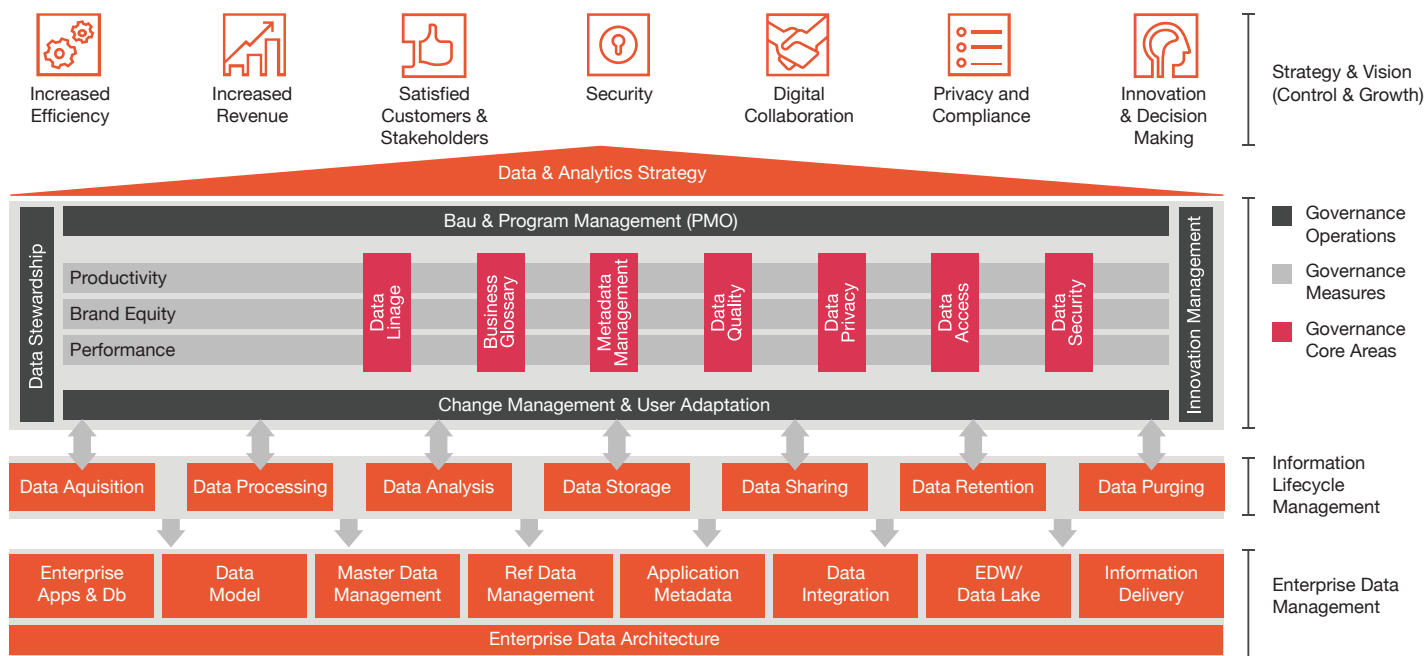 Increased
Efficiency
Increased
Revenue
Satisfied
Customers &
Stakeholders
Security
Digital
Collaboration
Privacy and
Compliance
Innovation
& Decision
Making
Strategy & Vision
(Control & Growth)
Data & Analytics Strategy
Data Stewardship
Bau & Program Management (PMO)
Innovation Management
Productivity
Brand Equity
Performance
Data
Linage
Business
Glossary
Metadata
Management
Data
Quality
Data
Privacy
Data
Access
Data
Security
Change Management & User Adaptation
Governance
Operations
Governance
Measures
Governance
Core Areas
Data Aquisition
Data Processing
Data Analysis
Data Storage
Data Sharing
Data Retention
Data Purging
Information
Lifecycle
Management
Enterprise
Apps & Db
Data
Model
Master Data
Management
Ref Data
Management
Application
Metadata
Data
Integration
EDW/
Data Lake
Information
Delivery
Enterprise Data
Management
Enterprise Data Architecture